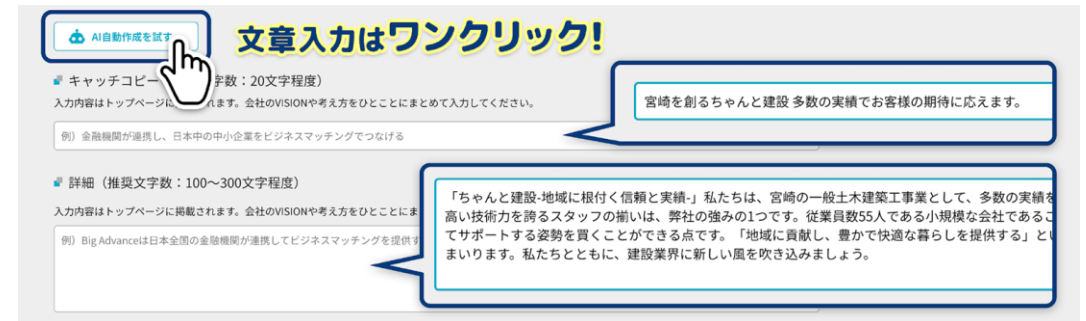 AI自動作成を試す
文章入力はワンクリック!
キャッチコピー 字数：20文字程度）
入力内容はトップページに されます。会社のVISIONや考え方をひとことにまとめて入力してください。
宮崎を創るちゃんと建設 多数の実績でお客様の期待に応えます。
例）金融機関が連携し、日本中の中小企業をビジネスマッチングでつなげる
詳細（推奨文字数：100〜300文字程度）
入力内容はトップページに掲載されます。会社のVISIONや考え方をひとことにま
例）Big Advanceは日本全国の金融機関が連携してビジネスマッチングを提供す
「ちゃんと建設-地域に根付く信頼と実績-」私たちは、宮崎の一般土木建築工事業として、多数の実績を
高い技術力を誇るスタッフの揃いは、弊社の強みの1つです。従業員数55人である小規模な会社であるこ
てサポートする姿勢を買くことができる点です。「地域に貢献し、豊かで快適な暮らしを提供する」とい
まいります。私たちとともに、建設業界に新しい風を吹き込みましょう。